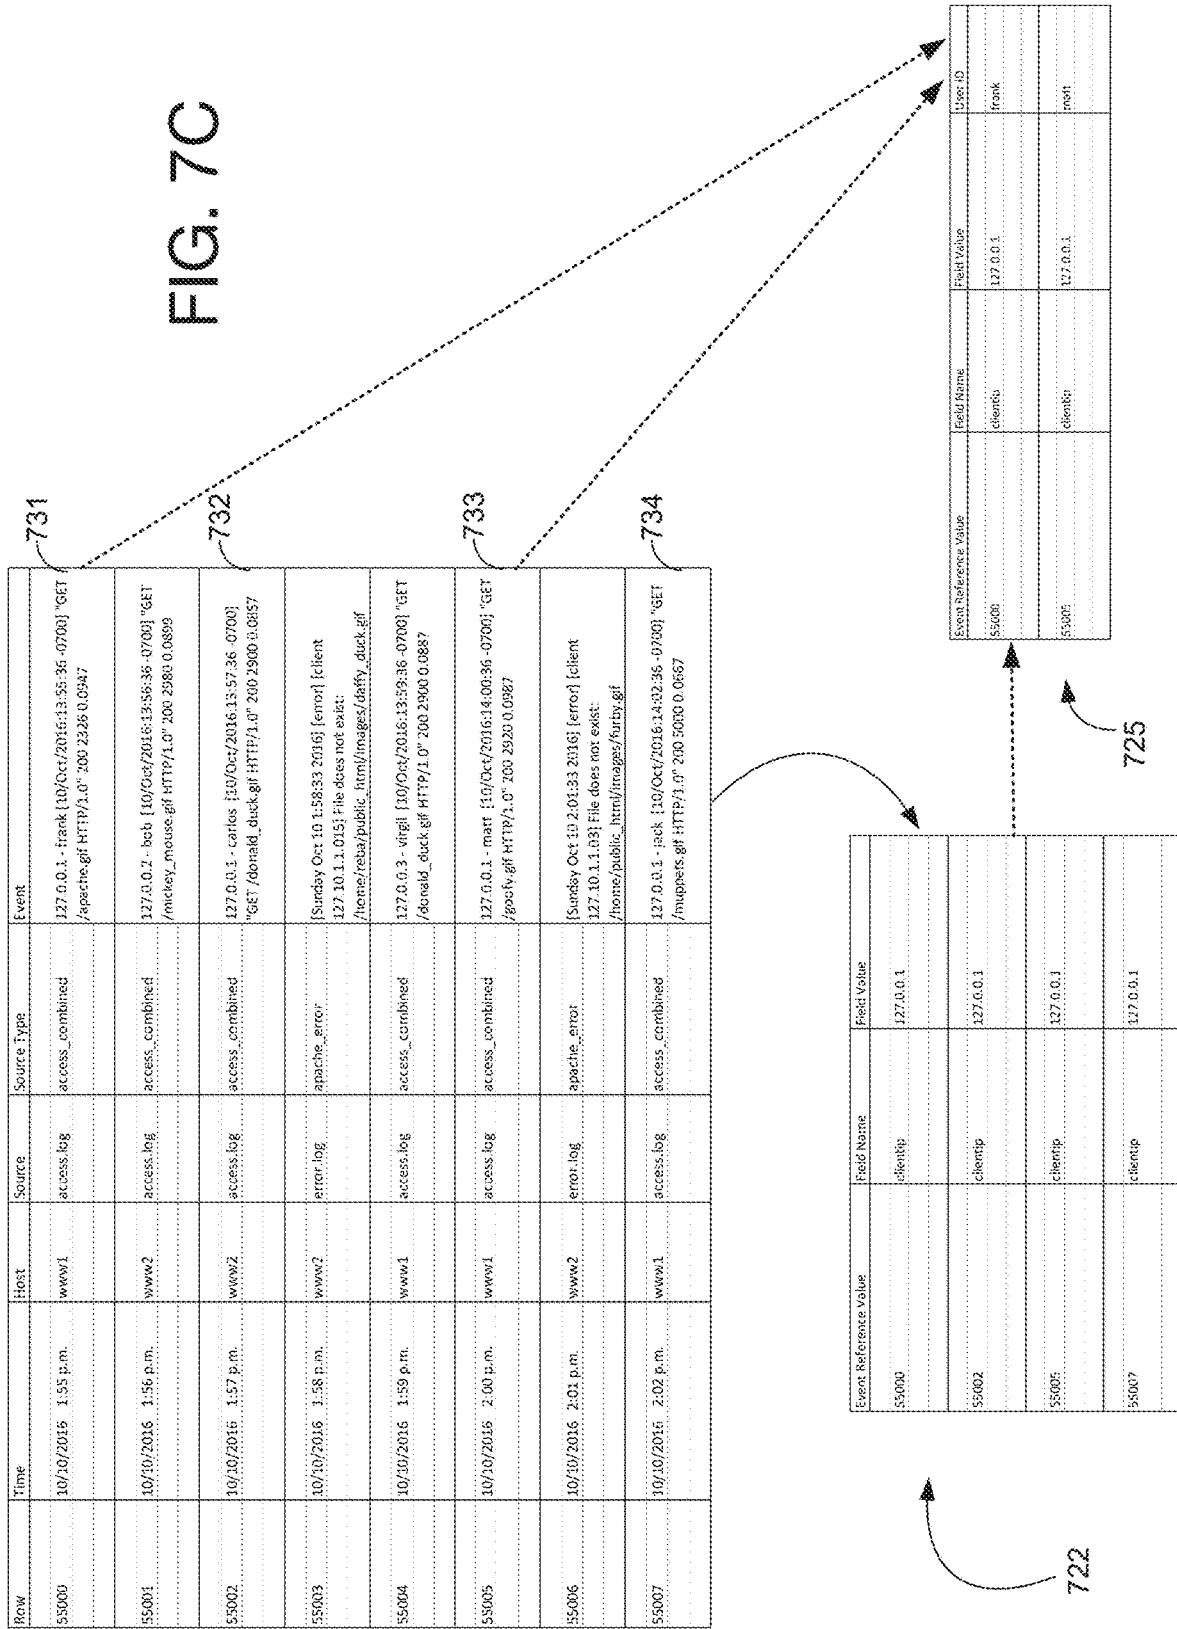 FIG. 7C
Row Time Host Source Source Type Event
55000 10/10/2016 1:55 p.m. www1 access.log access_combined 127.0.0.1 - frank [10/Oct/2016:13:55:36 -0700] "GET
/apache.gif HTTP/1.0" 200 2326 0.0947
731
55001 10/10/2016 1:56 p.m. www2 access.log access_combined 127.0.0.2 - bob [10/Oct/2016:13:56:36 -0700] "GET
/mickey_mouse.gif HTTP/1.0" 200 2980 0.0899
55002 10/10/2016 1:57 p.m. www2 access.log access_combined 127.0.0.1 - carlos [10/Oct/2016:13:57:36 -0700]
"GET /donald_duck.gif HTTP/1.0" 200 2900 0.0857
732
55003 10/10/2016 1:58 p.m. www2 error.log apache_error [Sunday Oct 10 1:58:33 2016] [error] [client
127.10.1.1.015] File does not exist:
/home/reba/public_html/images/daffy_duck.gif
55004 10/10/2016 1:59 p.m. www1 access.log access_combined 127.0.0.3 - virgil [10/Oct/2016:13:59:36 -0700] "GET
/donald_duck.gif HTTP/1.0" 200 2900 0.0887
55005 10/10/2016 2:00 p.m. www1 access.log access_combined 127.0.0.1 - matt [10/Oct/2016:14:00:36 -0700] "GET
/goofy.gif HTTP/1.0" 200 2920 0.0987
733
55006 10/10/2016 2:01 p.m. www2 error.log apache_error [Sunday Oct 10 2:01:33 2016] [error] [client
127.10.1.1.03] File does not exist:
/home/public_html/images/furby.gif
55007 10/10/2016 2:02 p.m. www1 access.log access_combined 127.0.0.1 - jack [10/Oct/2016:14:02:36 -0700] "GET
/muppets.gif HTTP/1.0" 200 5000 0.0667
734
722
Event Reference Value Field Name Field Value
55000 clientip 127.0.0.1
55002 clientip 127.0.0.1
55005 clientip 127.0.0.1
55007 clientip 127.0.0.1
725
Event Reference Value Field Name Field Value User ID
55000 clientip 127.0.0.1 frank
55005 clientip 127.0.0.1 matt